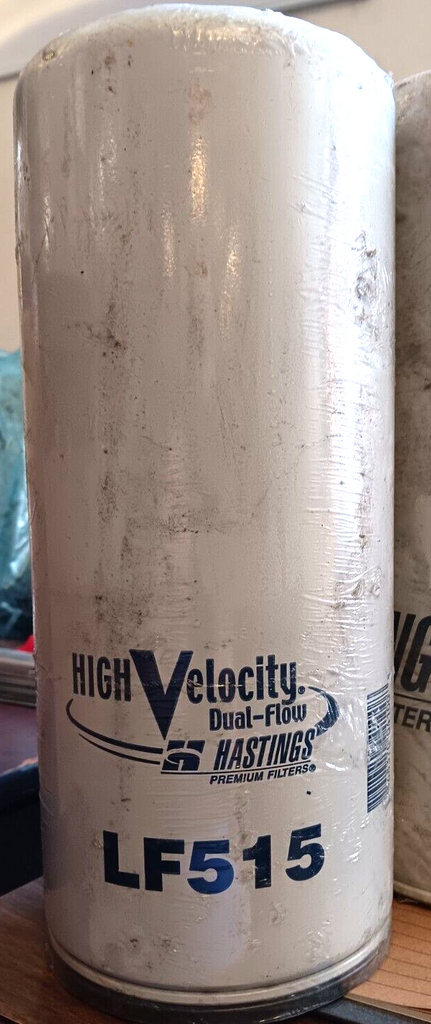 HIGH Velocity®
Dual-Flow
HASTINGS®
PREMIUM FILTERS®
LF515